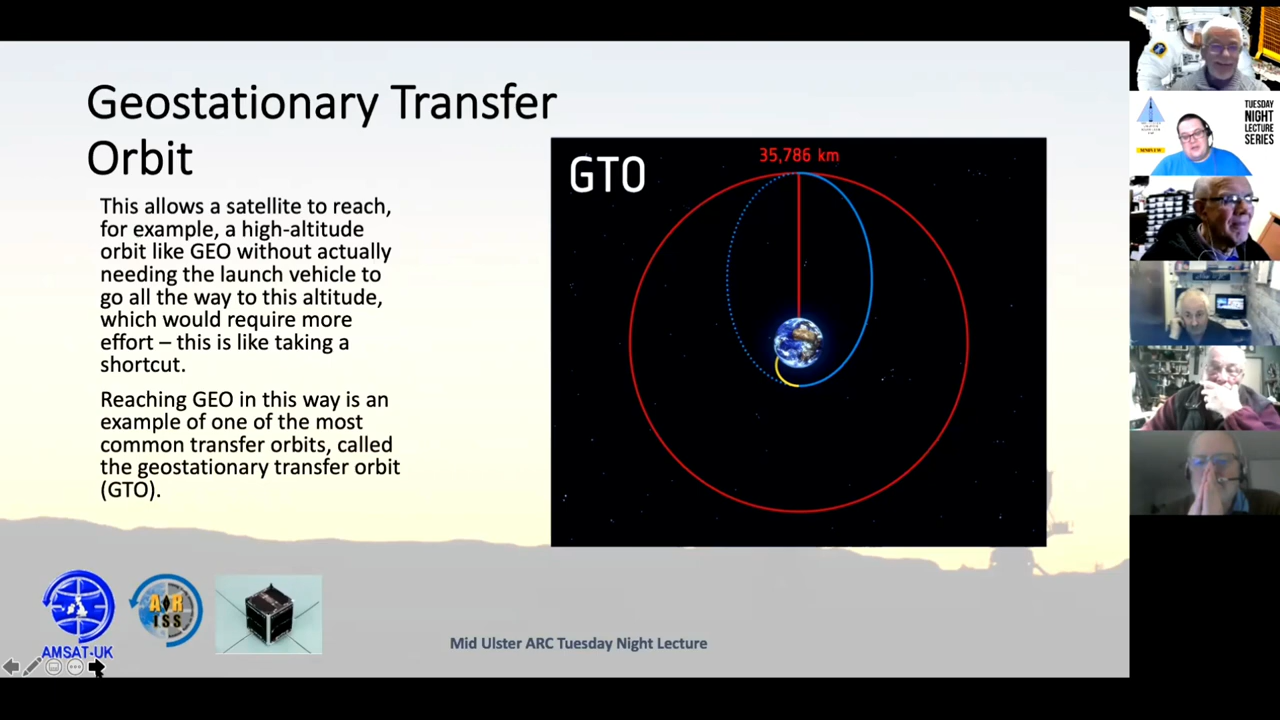 Geostationary Transfer
Orbit
This allows a satellite to reach,
for example, a high-altitude
orbit like GEO without actually
needing the launch vehicle to
go all the way to this altitude,
which would require more
effort – this is like taking a
shortcut.
Reaching GEO in this way is an
example of one of the most
common transfer orbits, called
the geostationary transfer orbit
(GTO).
GTO
35,786 km
AMSAT-UK
ISS
Mid Ulster ARC Tuesday Night Lecture
TUESDAY
NIGHT
LECTURE
SERIES